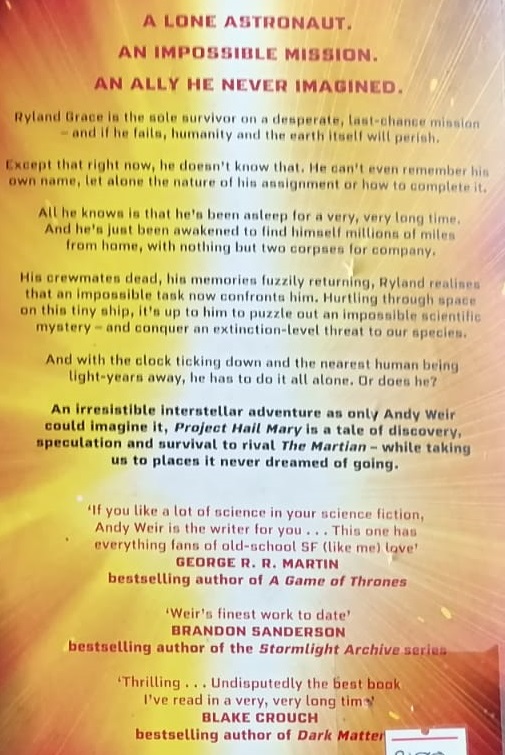 A LONE ASTRONAUT.
AN IMPOSSIBLE MISSION.
AN ALLY HE NEVER IMAGINED.
Ryland Grace is the sole survivor on a desperate, last-chance mission
– and if he fails, humanity and the earth itself will perish.
Except that right now, he doesn't know that. He can't even remember his
own name, let alone the nature of his assignment or how to complete it.
All he knows is that he's been asleep for a very, very long time.
And he's just been awakened to find himself millions of miles
from home, with nothing but two corpses for company.
His crewmates dead, his memories fuzzily returning, Ryland realises
that an impossible task now confronts him. Hurtling through space
on this tiny ship, it's up to him to puzzle out an impossible scientific
mystery – and conquer an extinction-level threat to our species.
And with the clock ticking down and the nearest human being
light-years away, he has to do it all alone. Or does he?
An irresistible interstellar adventure as only Andy Weir
could imagine it, Project Hail Mary is a tale of discovery,
speculation and survival to rival The Martian – while taking
us to places it never dreamed of going.
'If you like a lot of science in your science fiction,
Andy Weir is the writer for you . . . This one has
everything fans of old-school SF (like me) love'
GEORGE R. R. MARTIN
bestselling author of A Game of Thrones
'Weir's finest work to date'
BRANDON SANDERSON
bestselling author of the Stormlight Archive series
'Thrilling . . . Undisputedly the best book
I've read in a very, very long time'
BLAKE CROUCH
bestselling author of Dark Matter